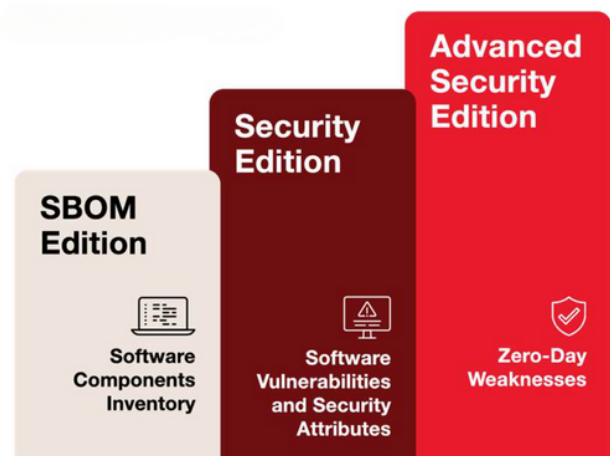 SBOM
Edition
Software
Components
Inventory
Security
Edition
Software
Vulnerabilities
and Security
Attributes
Advanced
Security
Edition
Zero-Day
Weaknesses